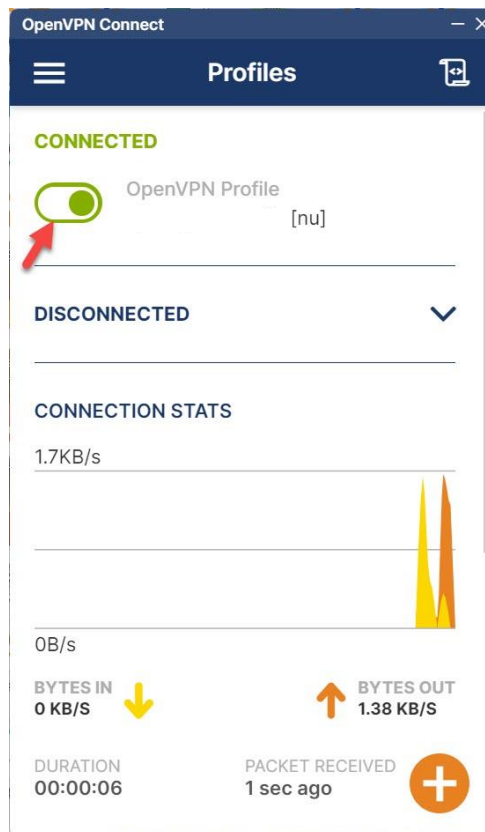 OpenVPN Connect
Profiles
CONNECTED
OpenVPN Profile
[nu]
DISCONNECTED
CONNECTION STATS
1.7KB/s
0B/s
BYTES IN
0 KB/S
BYTES OUT
1.38 KB/S
DURATION
00:00:06
PACKET RECEIVED
1 sec ago